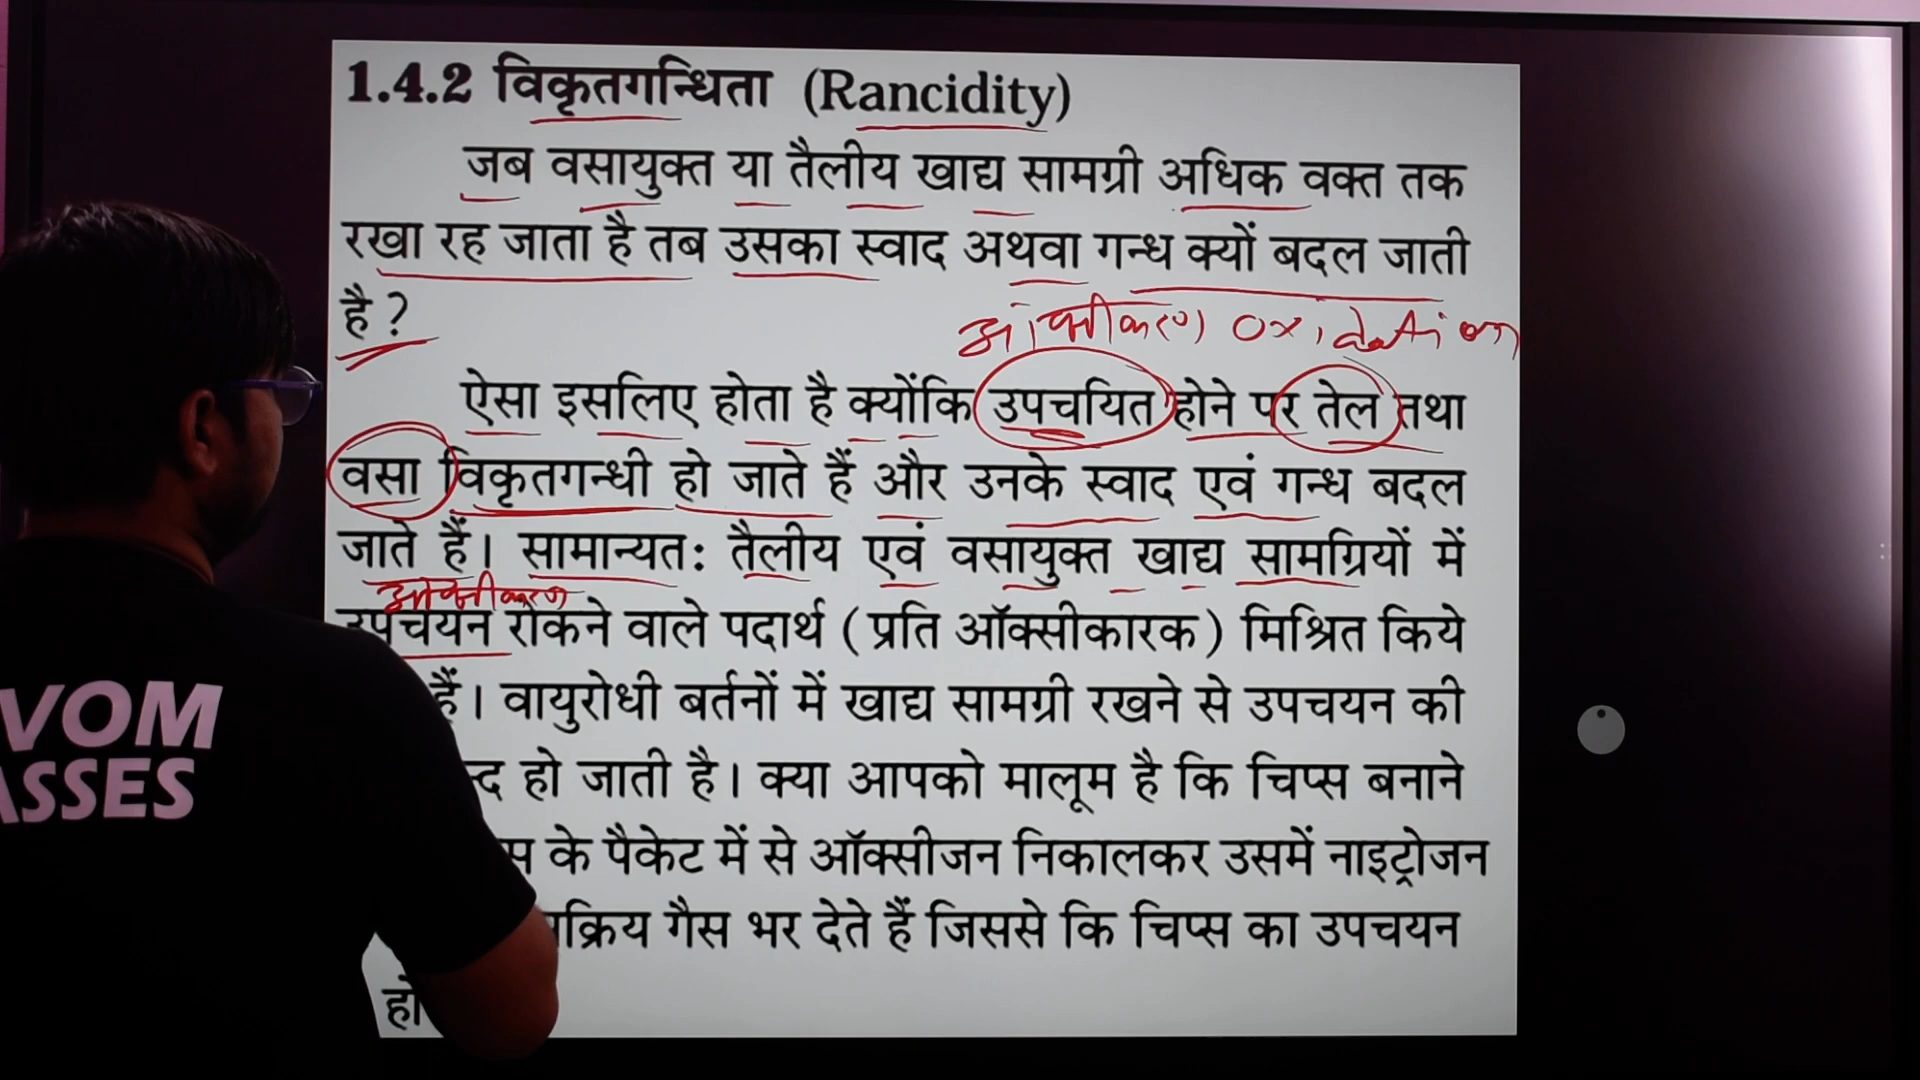 1.4.2 विकृतगन्धिता (Rancidity)
जब वसायुक्त या तैलीय खाद्य सामग्री अधिक वक्त तक
रखा रह जाता है तब उसका स्वाद अथवा गन्ध क्यों बदल जाती
है ?
ऑक्सीकरण Oxidation
ऐसा इसलिए होता है क्योंकि उपचयित होने पर तेल तथा
वसा विकृतगन्धी हो जाते हैं और उनके स्वाद एवं गन्ध बदल
जाते हैं। सामान्यतः तैलीय एवं वसायुक्त खाद्य सामग्रियों में
ऑक्सीकरण
उपचयन रोकने वाले पदार्थ ( प्रति ऑक्सीकारक ) मिश्रित किये
हैं। वायुरोधी बर्तनों में खाद्य सामग्री रखने से उपचयन की
हो जाती है। क्या आपको मालूम है कि चिप्स बनाने
के पैकेट में से ऑक्सीजन निकालकर उसमें नाइट्रोजन
गैस भर देते हैं जिससे कि चिप्स का उपचयन
VOM
ASSES